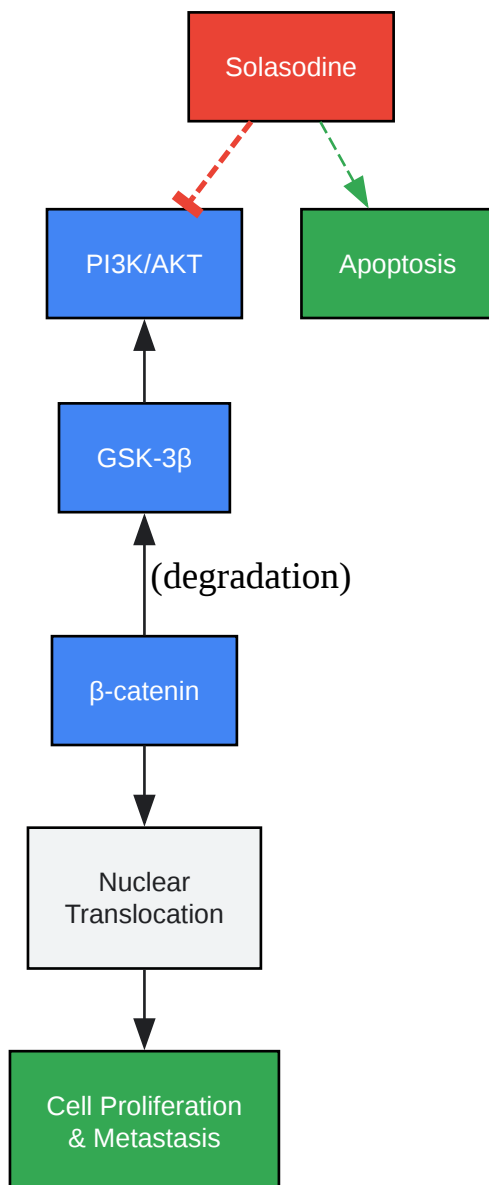 Solasodine
PI3K/AKT
Apoptosis
GSK-3β
(degradation)
β-catenin
Nuclear
Translocation
Cell Proliferation
& Metastasis